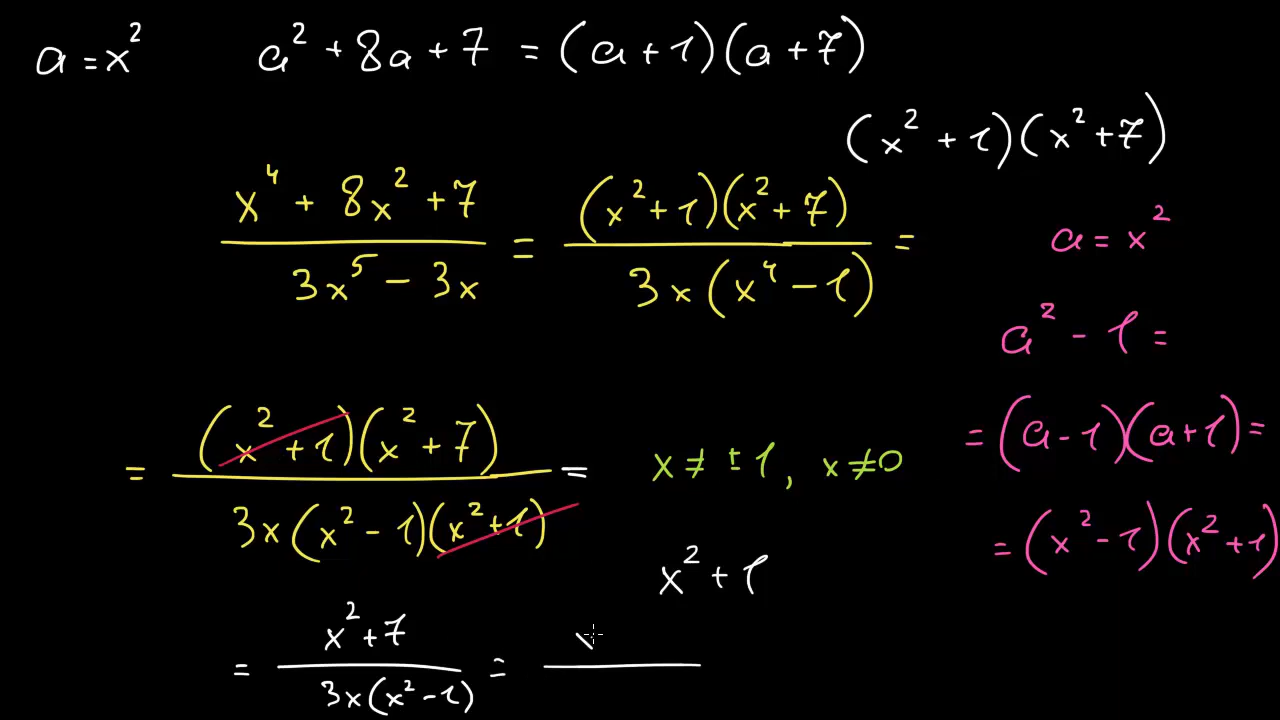 a = x² a² + 8a + 7 = (a + 1)(a + 7)
(x² + 1)(x² + 7)
x⁴ + 8x² + 7 / 3x⁵ − 3x = (x² + 1)(x² + 7) / 3x(x⁴ − 1) =
a = x²
a² − 1 =
= (a − 1)(a + 1) =
= (x² − 1)(x² + 1)
= (x² + 1)(x² + 7) / 3x(x² − 1)(x² + 1) = x ≠ ±1, x ≠ 0
x² + 1
= x² + 7 / 3x(x² − 1) =